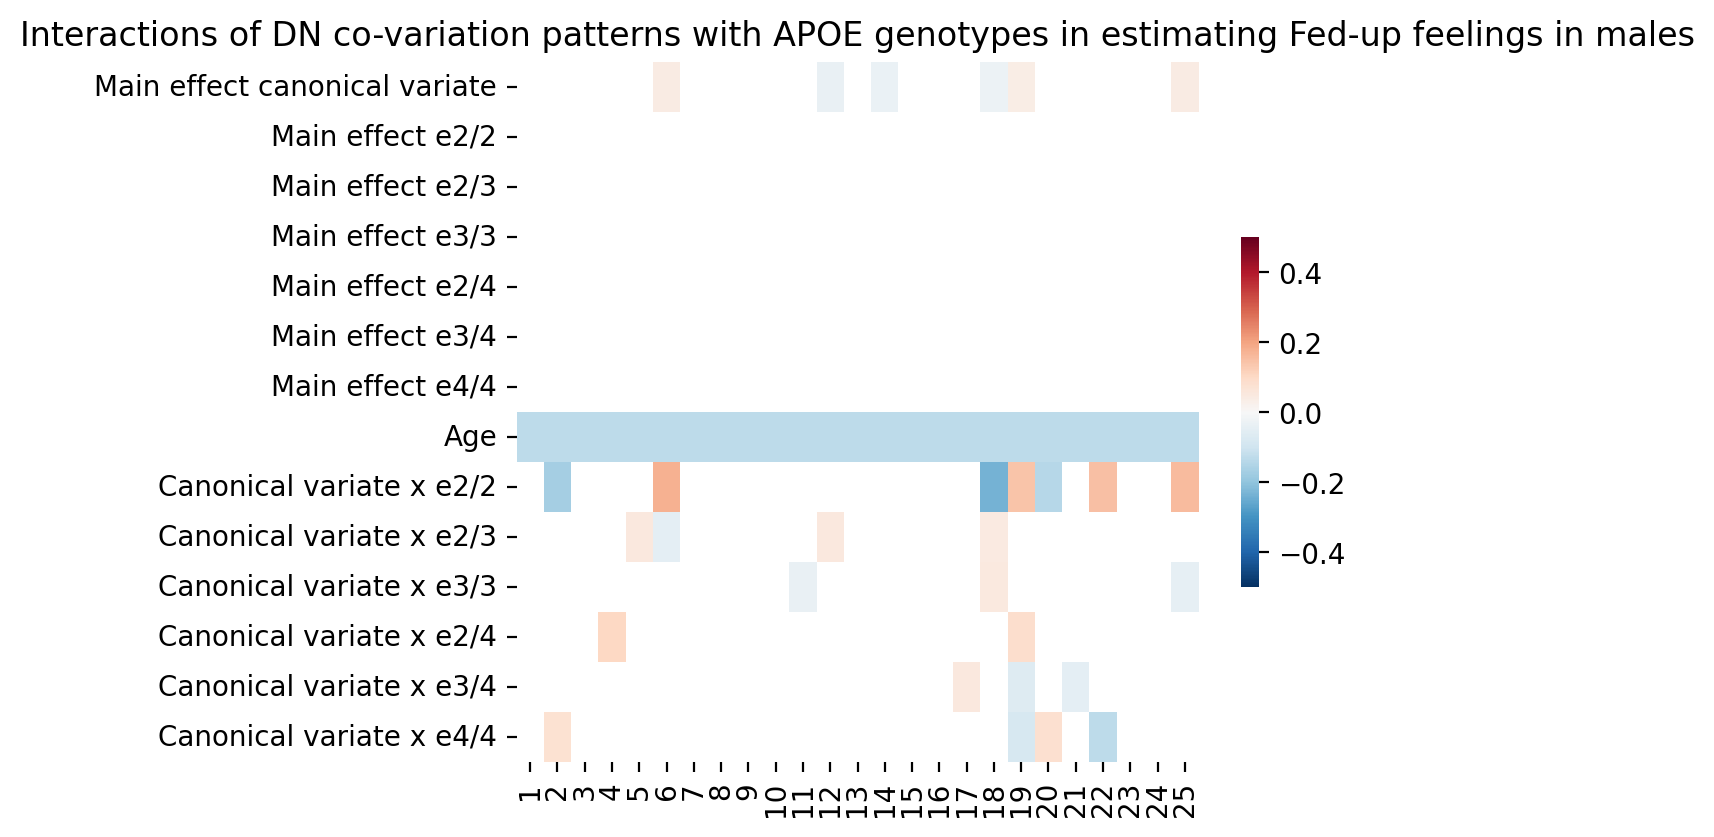 Interactions of DN co-variation patterns with APOE genotypes in estimating Fed-up feelings in males
Main effect canonical variate
Main effect e2/2
Main effect e2/3
Main effect e3/3
Main effect e2/4
Main effect e3/4
Main effect e4/4
Age
Canonical variate x e2/2
Canonical variate x e2/3
Canonical variate x e3/3
Canonical variate x e2/4
Canonical variate x e3/4
Canonical variate x e4/4
1 2 3 4 5 6 7 8 9 10 11 12 13 14 15 16 17 18 19 20 21 22 23 24 25
0.4
0.2
0.0
−0.2
−0.4